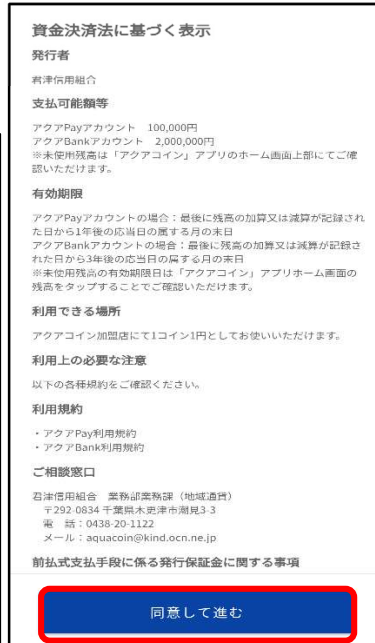 資金決済法に基づく表示
発行者
君津信用組合
支払可能額等
アクアPayアカウント　100,000円
アクアBankアカウント　2,000,000円
※未使用残高は「アクアコイン」アプリのホーム画面上部にてご確
認いただけます。
有効期限
アクアPayアカウントの場合：最後に残高の加算又は減算が記録され
た日から1年後の応当日の属する月の末日
アクアBankアカウントの場合：最後に残高の加算又は減算が記録さ
れた日から3年後の応当日の属する月の末日
※未使用残高の有効期限日は「アクアコイン」アプリホーム画面の
残高をタップすることでご確認いただけます。
利用できる場所
アクアコイン加盟店にて1コイン1円としてお使いいただけます。
利用上の必要な注意
以下の各種規約をご確認ください。
利用規約
・アクアPay利用規約
・アクアBank利用規約
ご相談窓口
君津信用組合　業務部業務課（地域通貨）
〒292-0834 千葉県木更津市潮見3-3
電　話：0438-20-1122
メール：aquacoin@kind.ocn.ne.jp
前払式支払手段に係る発行保証金に関する事項
同意して進む